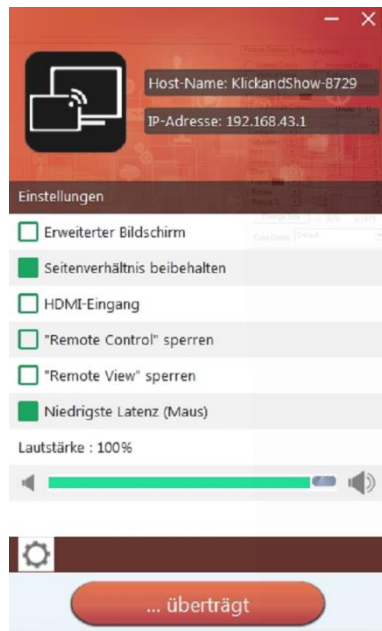 Host-Name: KlickandShow-8729
IP-Adresse: 192.168.43.1
Einstellungen
Erweiterter Bildschirm
Seitenverhältnis beibehalten
HDMI-Eingang
"Remote Control" sperren
"Remote View" sperren
Niedrigste Latenz (Maus)
Lautstärke : 100%
... überträgt